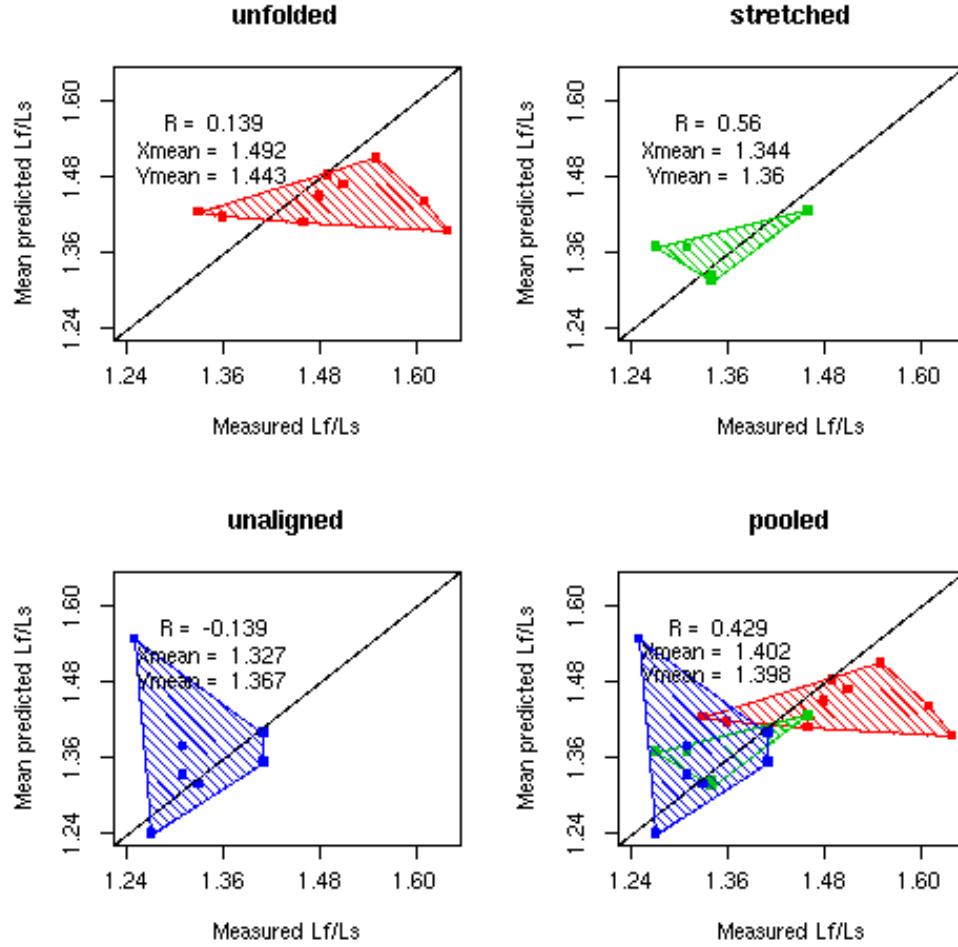 unfolded
Mean predicted Lf/Ls
1.60
1.48
1.36
1.24
R = 0.139
Xmean = 1.492
Ymean = 1.443
1.24 1.36 1.48 1.60
Measured Lf/Ls
stretched
Mean predicted Lf/Ls
1.60
1.48
1.36
1.24
R = 0.56
Xmean = 1.344
Ymean = 1.36
1.24 1.36 1.48 1.60
Measured Lf/Ls
unaligned
Mean predicted Lf/Ls
1.60
1.48
1.36
1.24
R = -0.139
Xmean = 1.327
Ymean = 1.367
1.24 1.36 1.48 1.60
Measured Lf/Ls
pooled
Mean predicted Lf/Ls
1.60
1.48
1.36
1.24
R = 0.429
Xmean = 1.402
Ymean = 1.398
1.24 1.36 1.48 1.60
Measured Lf/Ls